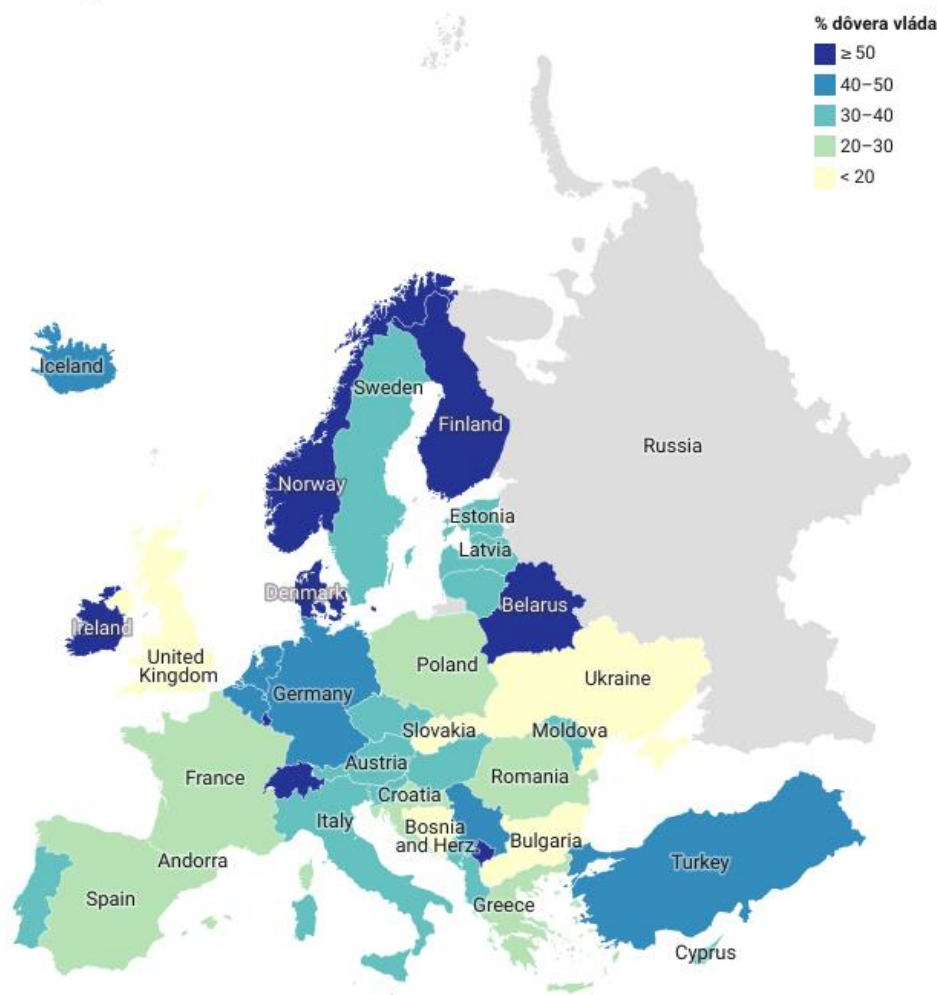 % dôvera vláda
≥ 50
40–50
30–40
20–30
< 20
Iceland
Sweden
Finland
Norway
Russia
Estonia
Latvia
Denmark
Belarus
Ireland
United
Kingdom
Poland
Ukraine
Germany
Slovakia
Moldova
Austria
France
Romania
Croatia
Italy
Bosnia
and Herz.
Bulgaria
Andorra
Turkey
Spain
Greece
Cyprus